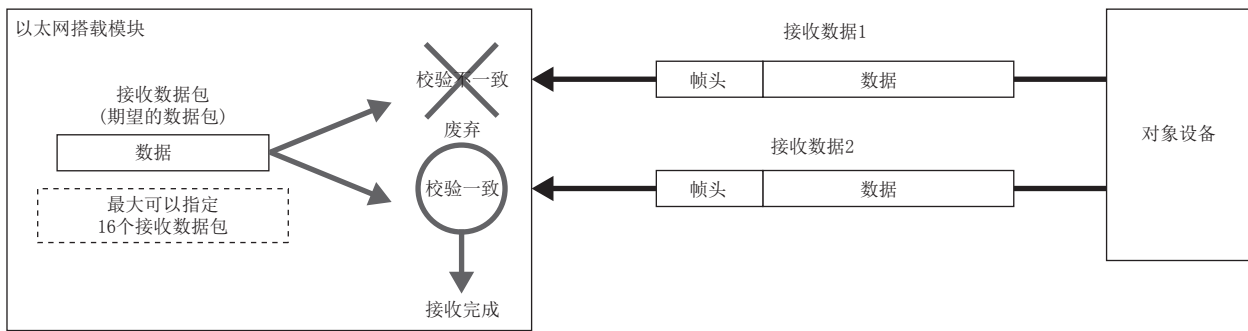 以太网搭载模块
接收数据包
(期望的数据包)
数据
最大可以指定
16个接收数据包
校验不一致
废弃
校验一致
接收完成
接收数据1
帧头 数据
接收数据2
帧头 数据
对象设备